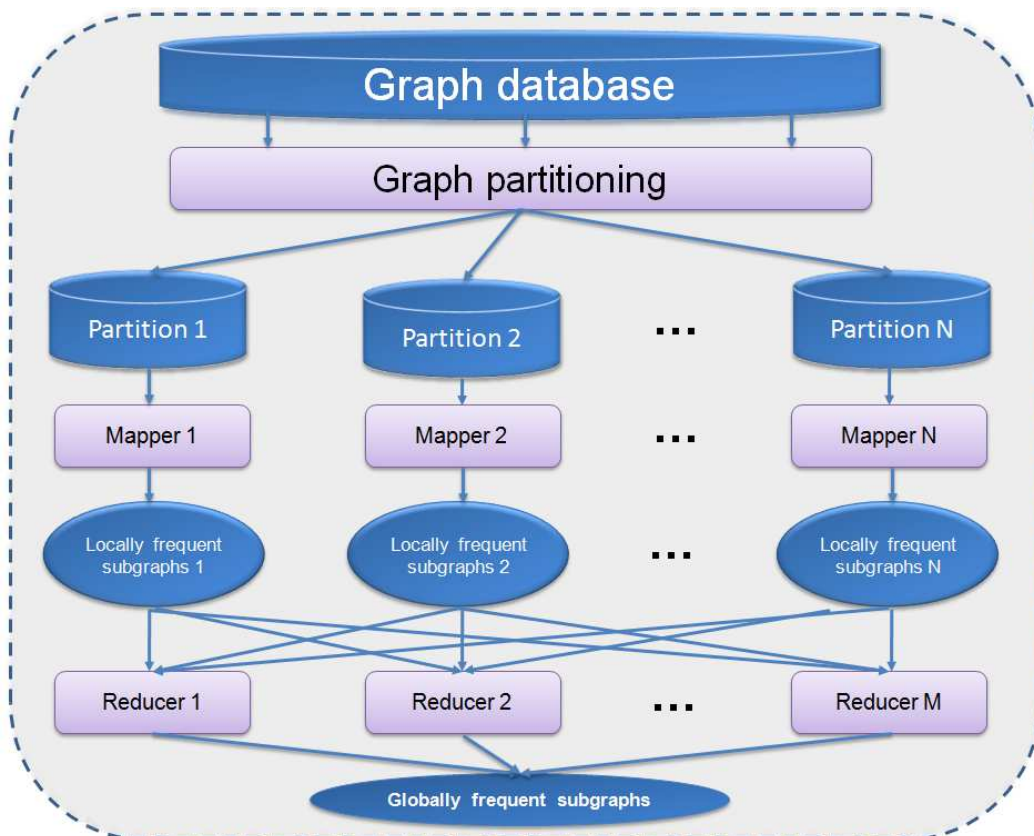 Graph database
Graph partitioning
Partition 1
Partition 2
...
Partition N
Mapper 1
Mapper 2
...
Mapper N
Locally frequent
subgraphs 1
Locally frequent
subgraphs 2
...
Locally frequent
subgraphs N
Reducer 1
Reducer 2
...
Reducer M
Globally frequent subgraphs